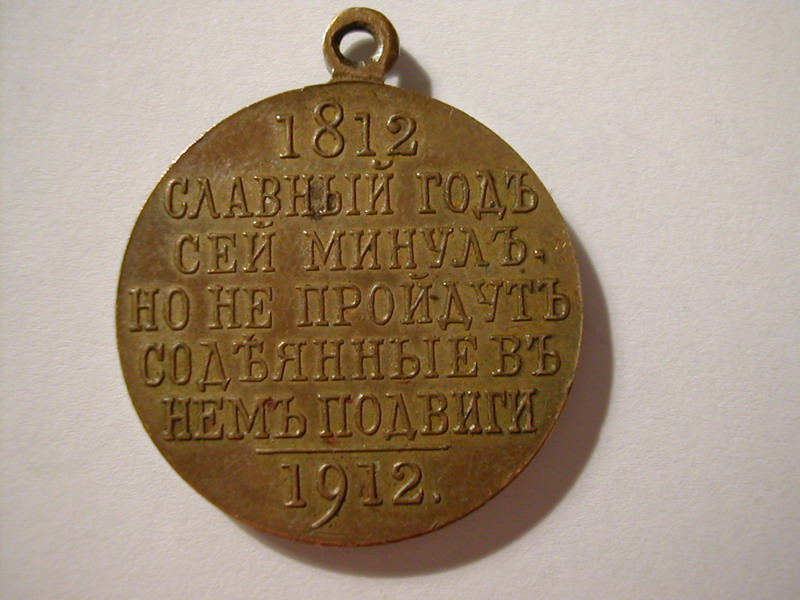 1812
СЛАВНЫЙ ГОДЪ
СЕЙ МИНУЛЪ,
НО НЕ ПРОЙДУТЪ
СОДѢЯННЫЕ ВЪ
НЕМЪ ПОДВИГИ
1912.